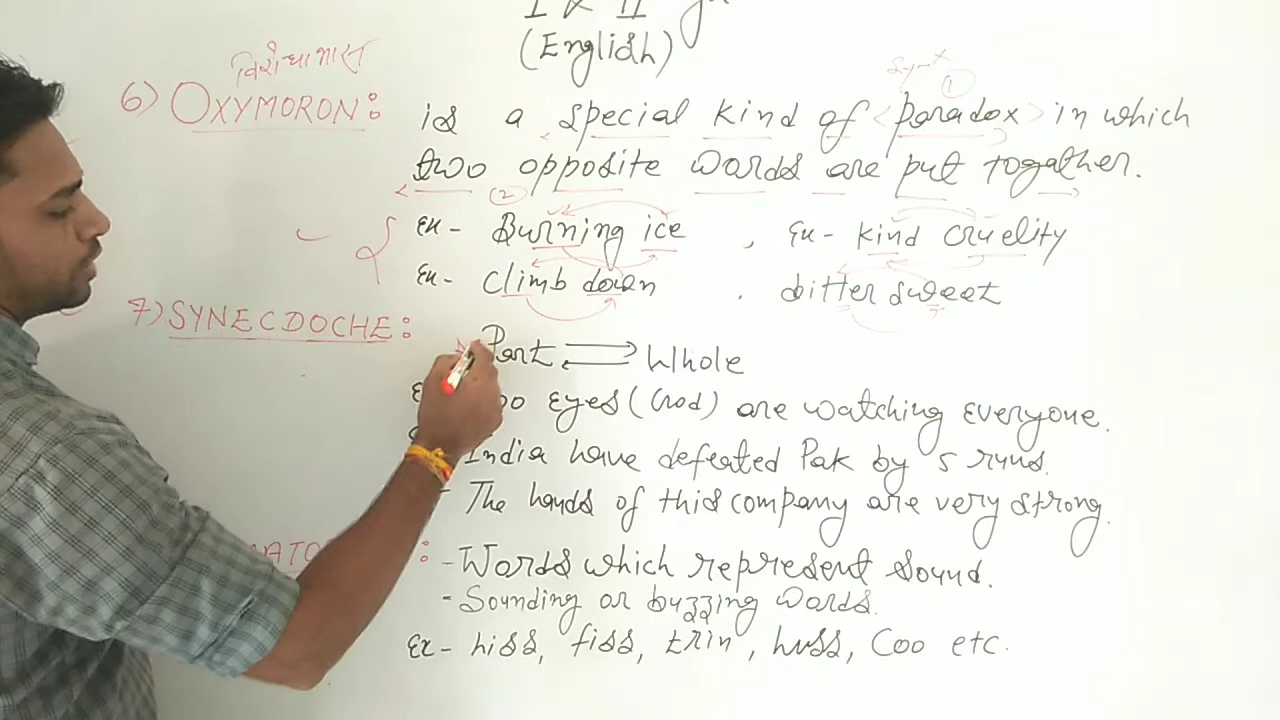 I & II
(English)
विरोधाभास
6) OXYMORON: is a special kind of <paradox> in which
two opposite words are put together.
Ex- Burning ice , Ex- kind cruelity
Ex- Climb down . bitter sweet
7) SYNECDOCHE: Part ⇌ Whole
Eyes (God) are watching everyone.
India have defeated Pak by 5 runs.
- The hands of this company are very strong.
: - Words which represent sound.
- Sounding or buzzing words.
Ex- hiss, fiss, trin, huss, Coo etc.